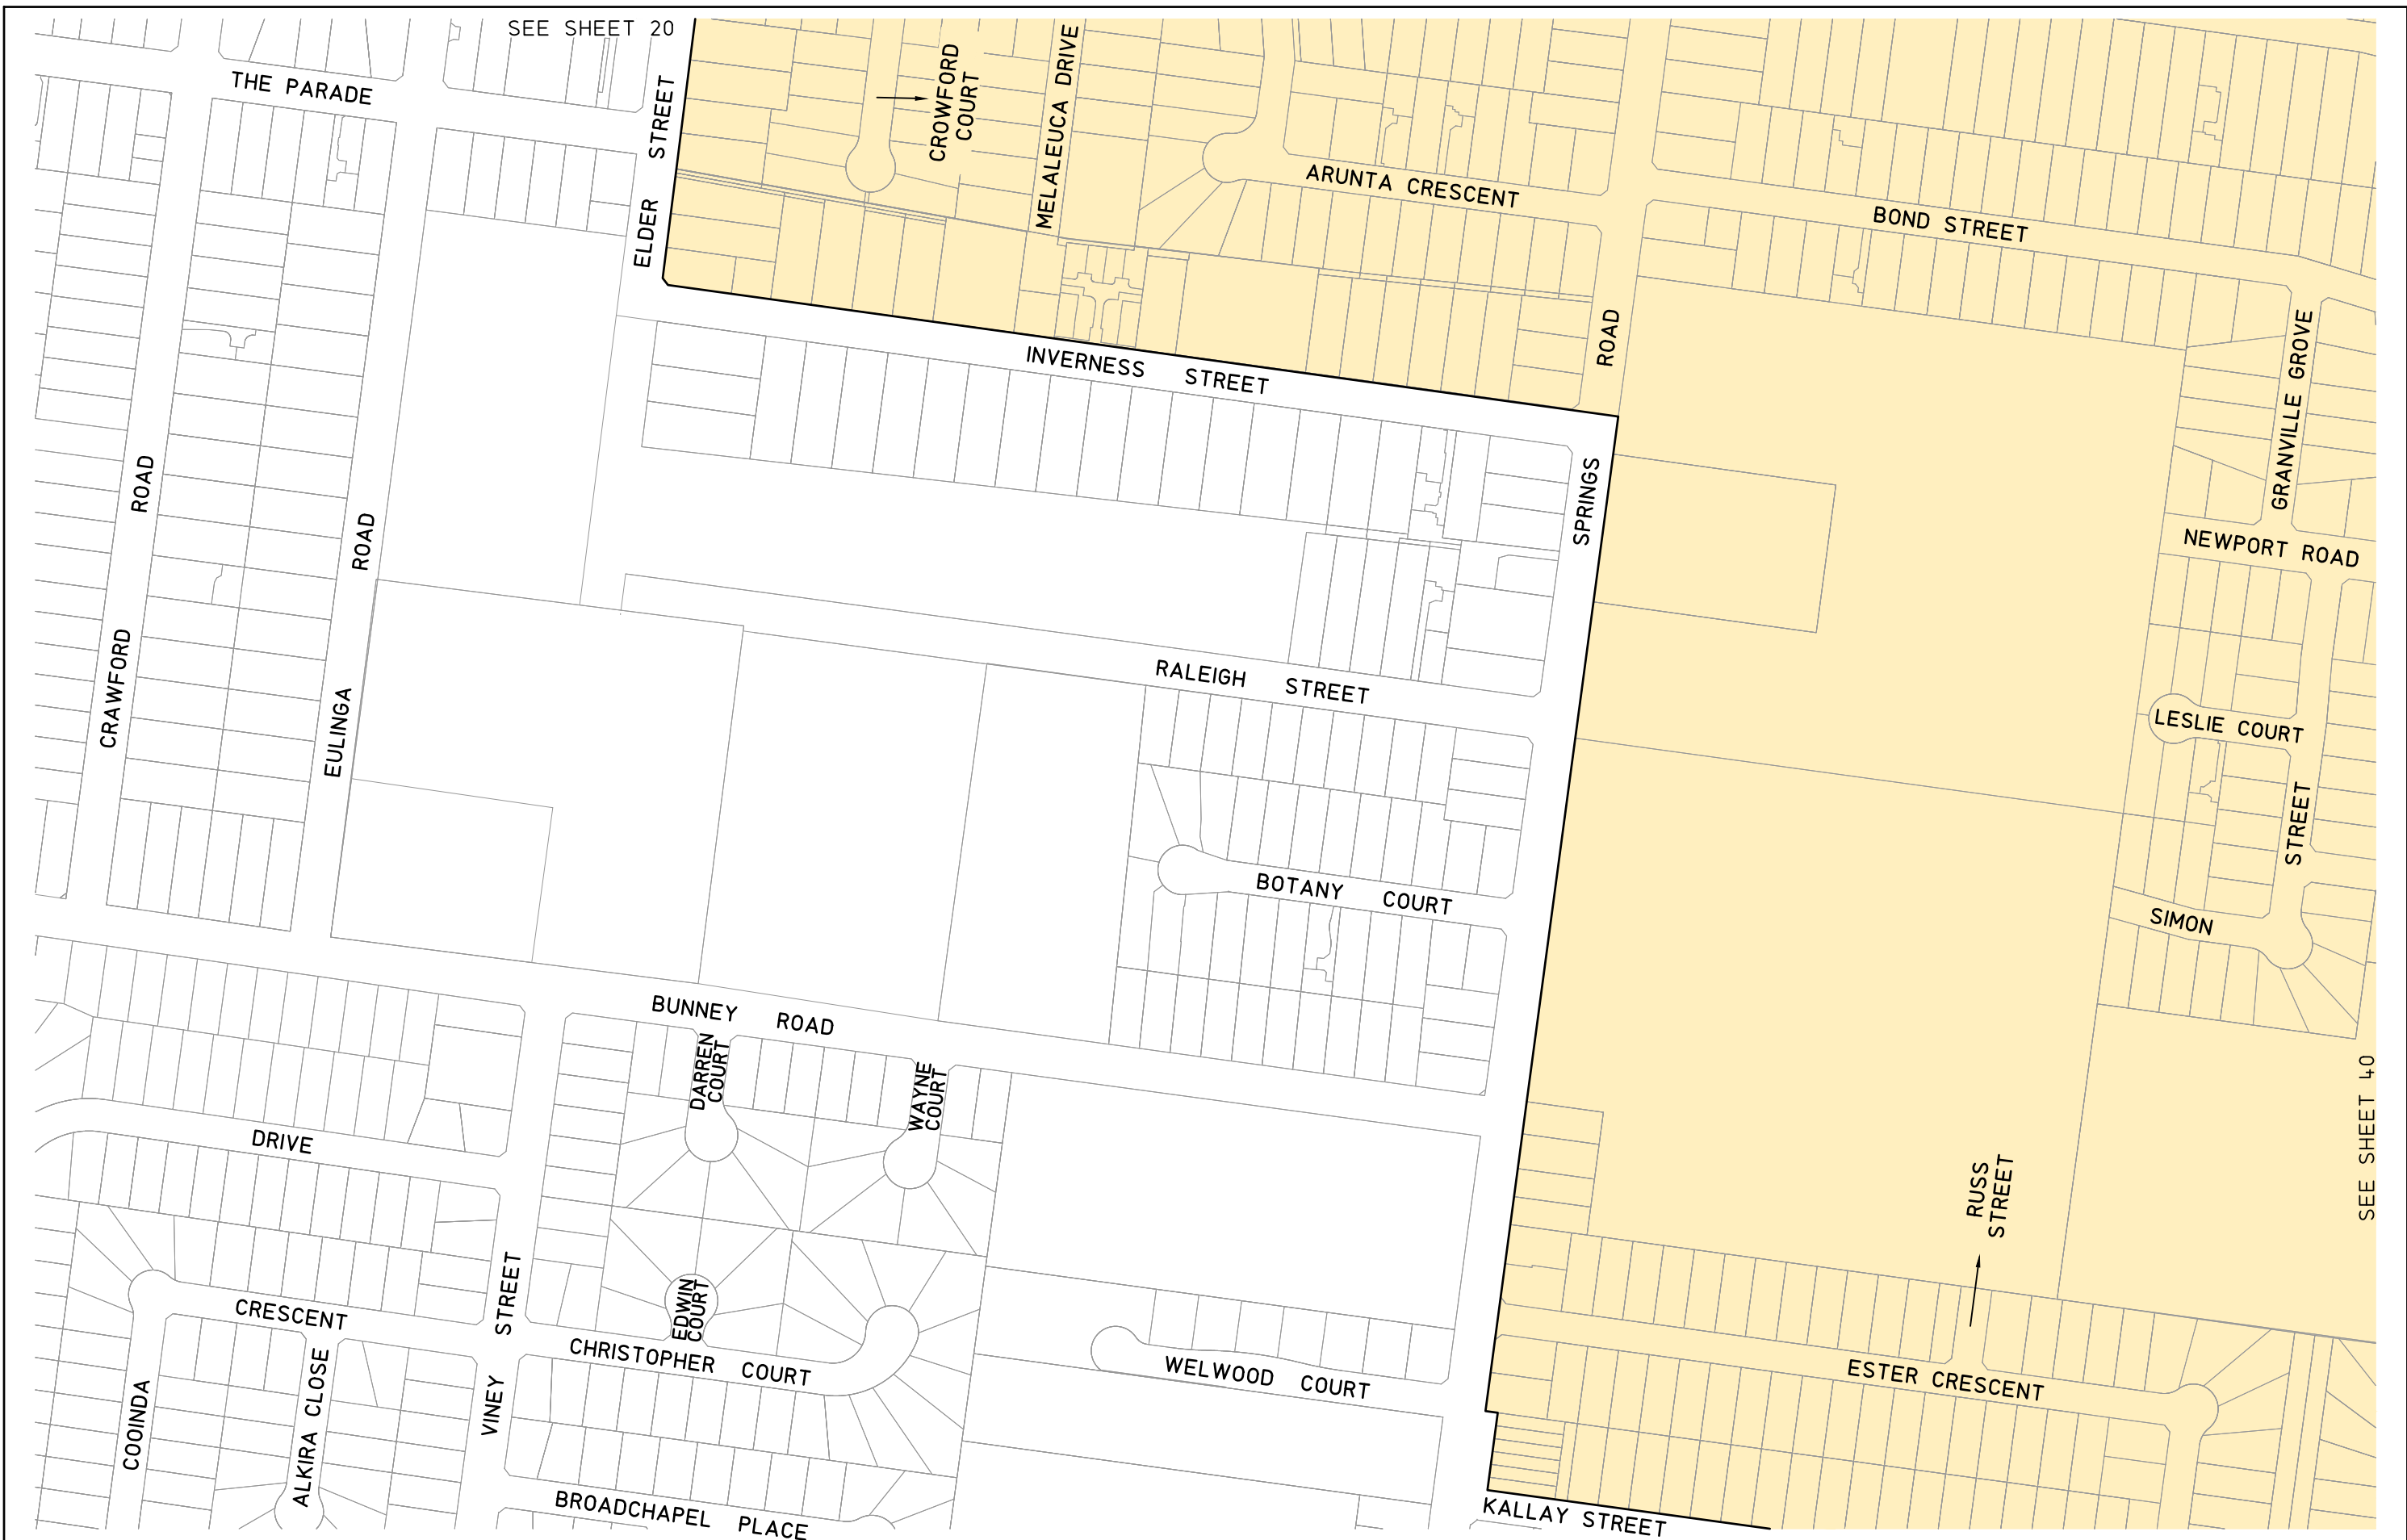 SEE SHEET 20
THE PARADE
ELDER STREET
CROWFORD
COURT
MELALEUCA DRIVE
ARUNTA CRESCENT
BOND STREET
INVERNESS STREET
SPRINGS ROAD
GRANVILLE GROVE
NEWPORT ROAD
CRAWFORD ROAD
EULINGA ROAD
RALEIGH STREET
LESLIE COURT
SIMON STREET
BOTANY COURT
BUNNEY ROAD
DARREN
COURT
WAYNE
COURT
SEE SHEET 40
DRIVE
RUSS
STREET
CRESCENT
COOINDA
ALKIRA CLOSE
VINEY STREET
EDWIN
COURT
CHRISTOPHER COURT
WELWOOD COURT
ESTER CRESCENT
BROADCHAPEL PLACE
KALLAY STREET